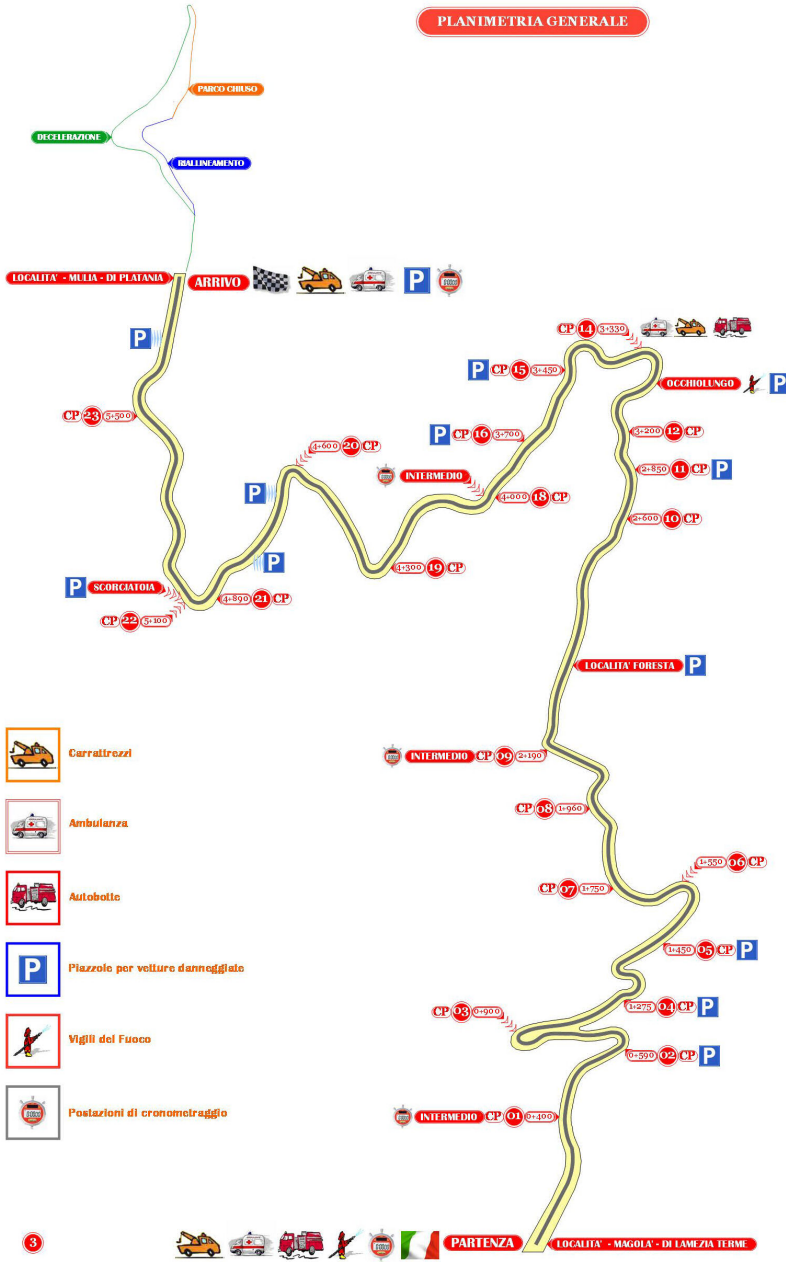 PLANIMETRIA GENERALE
PARCO CHIUSO
DECELERAZIONE
RIALLINEAMENTO
LOCALITA' - MULIA - DI PLATANIA
ARRIVO
P
CP 14 3+330
P
P CP 15 3+450
OCCHIOLUNGO P
CP 23 5+500
3+200 12 CP
P CP 16 3+700
4+600 20 CP
2+850 11 CP P
INTERMEDIO
P
4+000 18 CP
2+600 10 CP
P
4+300 19 CP
P SCORCIATOIA
4+890 21 CP
CP 22 5+100
LOCALITA' FORESTA P
Carrattrezzi
INTERMEDIO CP 09 2+190
CP 08 1+960
Ambulanza
1+550 06 CP
CP 07 1+750
Autobotte
1+450 05 CP P
P Piazzole per vetture danneggiate
1+275 04 CP P
CP 03 0+900
Vigili del Fuoco
0+590 02 CP P
Postazioni di cronometraggio
INTERMEDIO CP 01 0+400
3
PARTENZA
LOCALITA' - MAGOLA' - DI LAMEZIA TERME